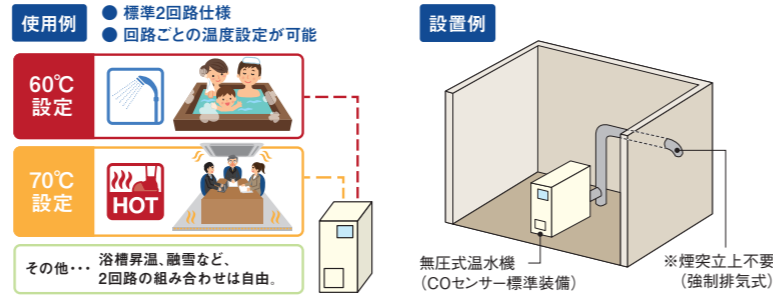 使用例
● 標準2回路仕様
● 回路ごとの温度設定が可能
60℃
設定
70℃
設定
HOT
その他・・・ 浴槽昇温、融雪など、
2回路の組み合わせは自由。
設置例
無圧式温水機
（COセンサー標準装備）
※煙突立上不要
（強制排気式）